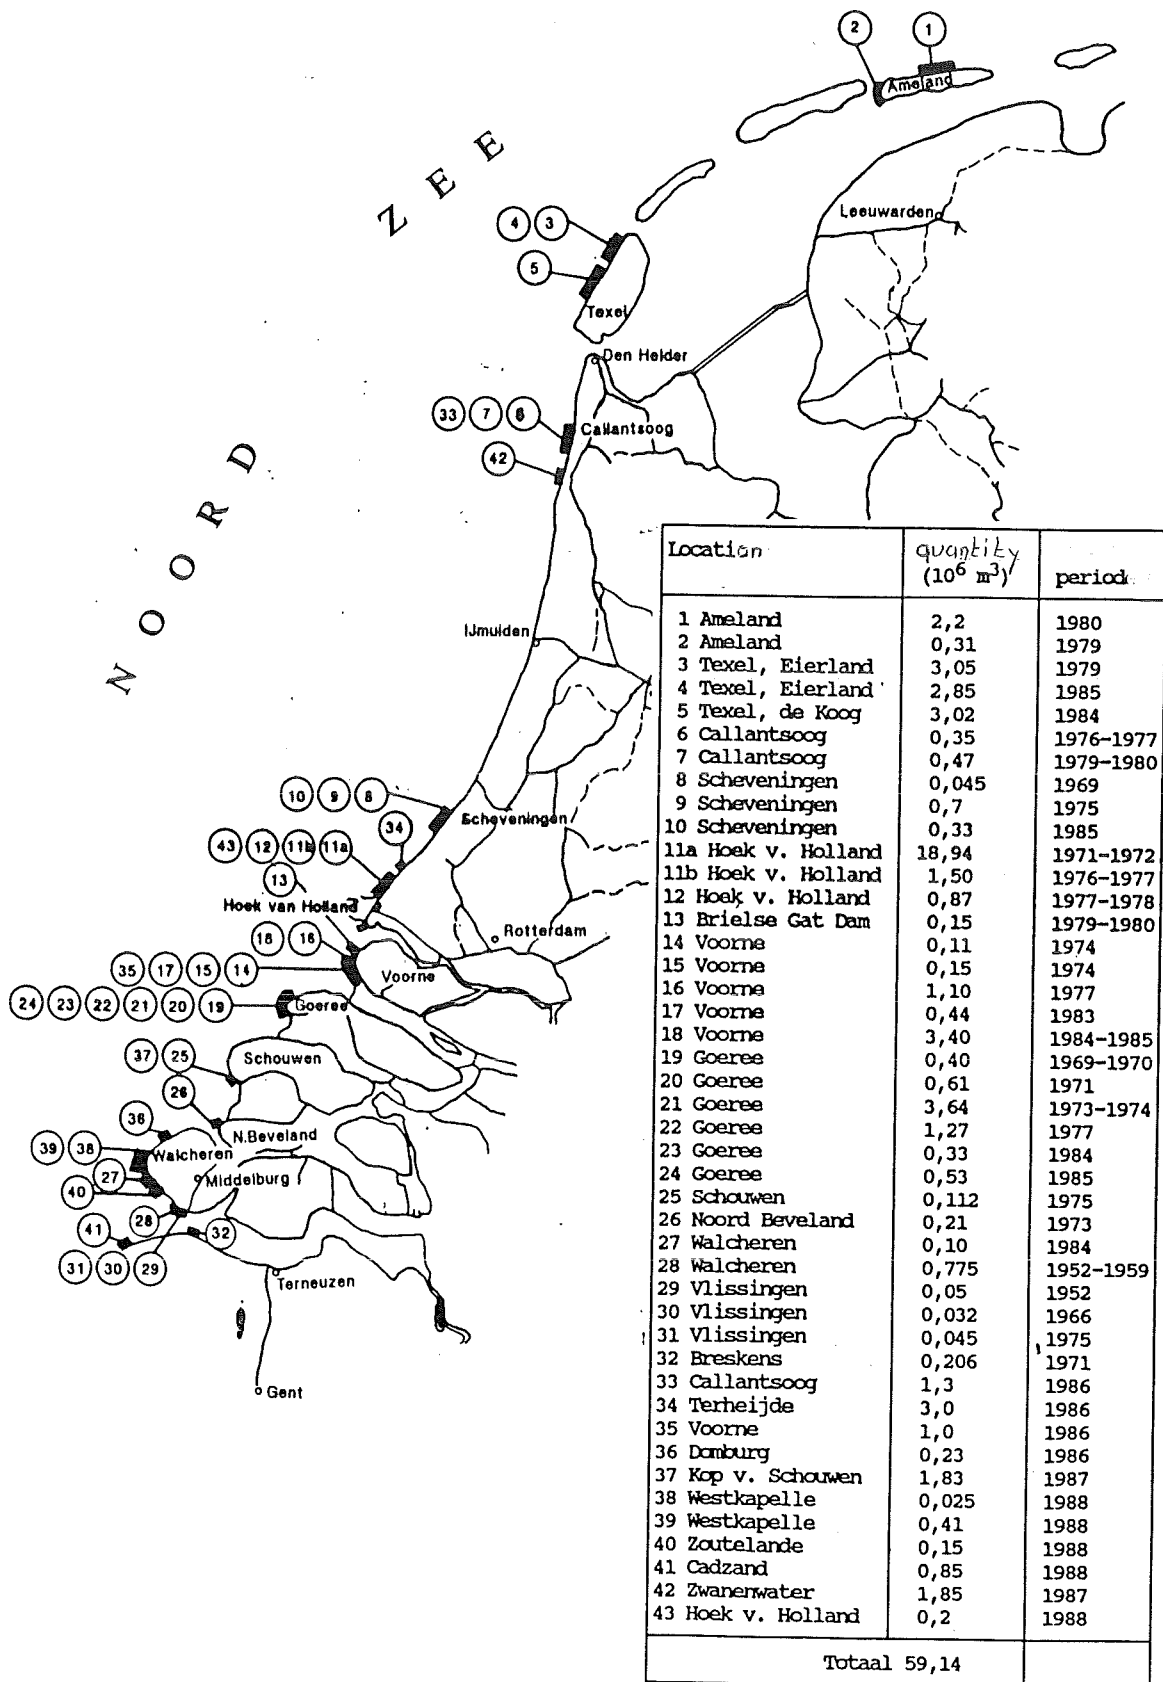 2 1
Ameland
ZEE
Leeuwarden
4 3
5
Texel
Den Helder
33 7 6
Callantsoog
42
NOORD
IJmuiden
10 9 8
Scheveningen
34
43 12 11b 11a
13
Hoek van Holland
Rotterdam
18 16
35 17 15 14
Voorne
24 23 22 21 20 19
Goeree
37 25
Schouwen
26
36
N.Beveland
39 38
Walcheren
27
Middelburg
40
28
41
32
31 30 29
Terneuzen
Gent
Location quantity (10⁶ m³) period
1 Ameland 2,2 1980
2 Ameland 0,31 1979
3 Texel, Eierland 3,05 1979
4 Texel, Eierland 2,85 1985
5 Texel, de Koog 3,02 1984
6 Callantsoog 0,35 1976-1977
7 Callantsoog 0,47 1979-1980
8 Scheveningen 0,045 1969
9 Scheveningen 0,7 1975
10 Scheveningen 0,33 1985
11a Hoek v. Holland 18,94 1971-1972
11b Hoek v. Holland 1,50 1976-1977
12 Hoek v. Holland 0,87 1977-1978
13 Brielse Gat Dam 0,15 1979-1980
14 Voorne 0,11 1974
15 Voorne 0,15 1974
16 Voorne 1,10 1977
17 Voorne 0,44 1983
18 Voorne 3,40 1984-1985
19 Goeree 0,40 1969-1970
20 Goeree 0,61 1971
21 Goeree 3,64 1973-1974
22 Goeree 1,27 1977
23 Goeree 0,33 1984
24 Goeree 0,53 1985
25 Schouwen 0,112 1975
26 Noord Beveland 0,21 1973
27 Walcheren 0,10 1984
28 Walcheren 0,775 1952-1959
29 Vlissingen 0,05 1952
30 Vlissingen 0,032 1966
31 Vlissingen 0,045 1975
32 Breskens 0,206 1971
33 Callantsoog 1,3 1986
34 Terheijde 3,0 1986
35 Voorne 1,0 1986
36 Domburg 0,23 1986
37 Kop v. Schouwen 1,83 1987
38 Westkapelle 0,025 1988
39 Westkapelle 0,41 1988
40 Zoutelande 0,15 1988
41 Cadzand 0,85 1988
42 Zwanenwater 1,85 1987
43 Hoek v. Holland 0,2 1988
Totaal 59,14